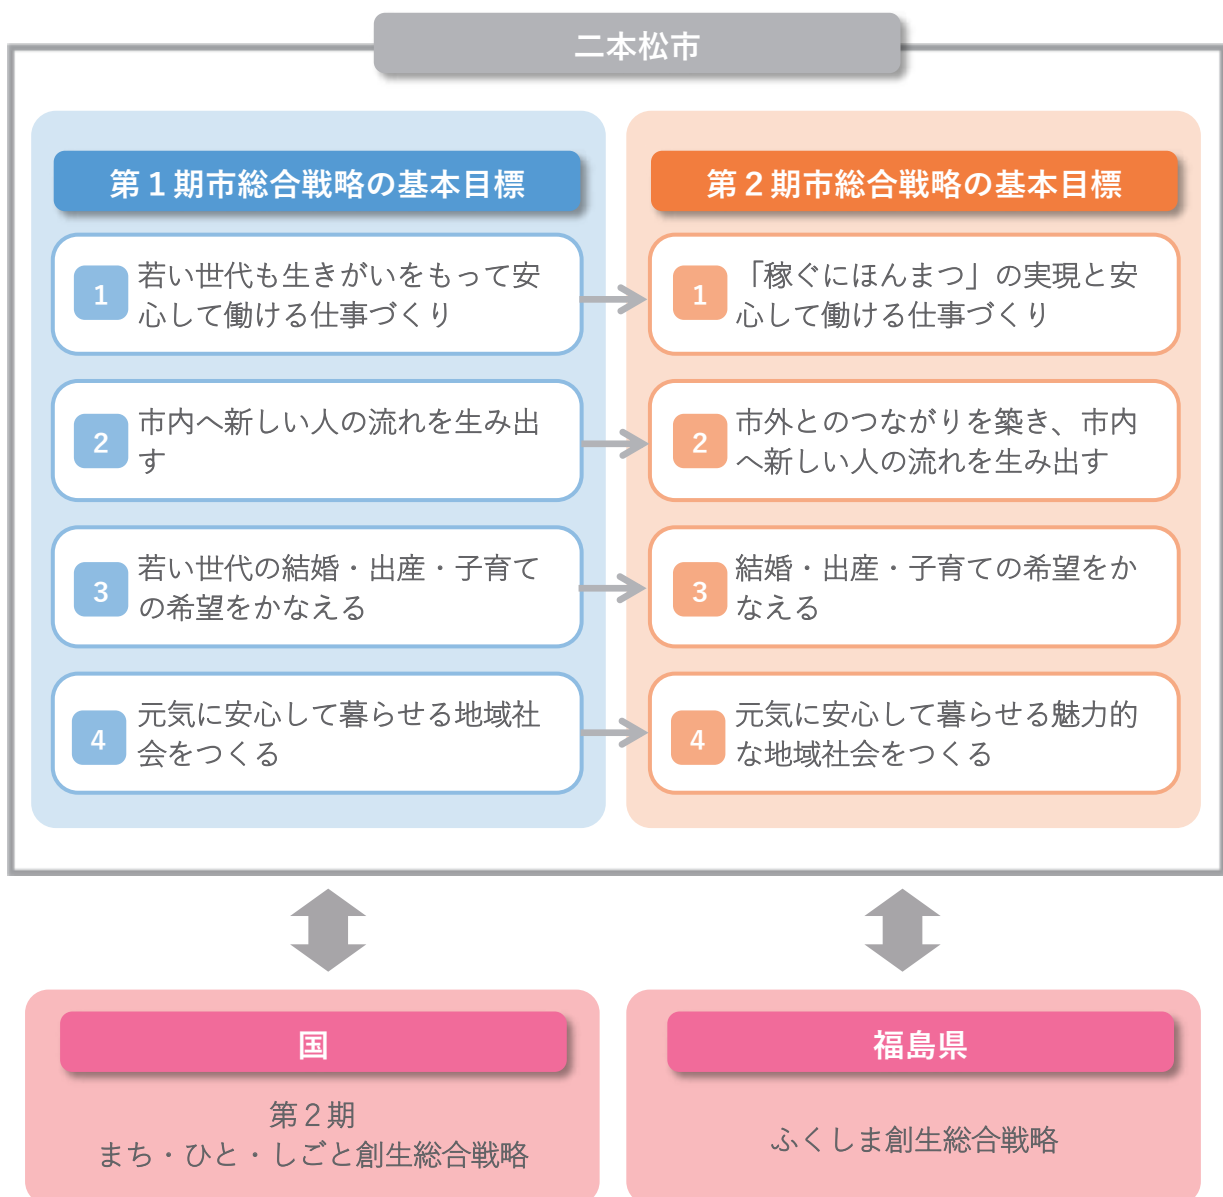 二本松市
第１期市総合戦略の基本目標
1
若い世代も生きがいをもって安
心して働ける仕事づくり
2
市内へ新しい人の流れを生み出
す
3
若い世代の結婚・出産・子育て
の希望をかなえる
4
元気に安心して暮らせる地域社
会をつくる
第２期市総合戦略の基本目標
1
「稼ぐにほんまつ」の実現と安
心して働ける仕事づくり
2
市外とのつながりを築き、市内
へ新しい人の流れを生み出す
3
結婚・出産・子育ての希望をか
なえる
4
元気に安心して暮らせる魅力的
な地域社会をつくる
国
第２期
まち・ひと・しごと創生総合戦略
福島県
ふくしま創生総合戦略